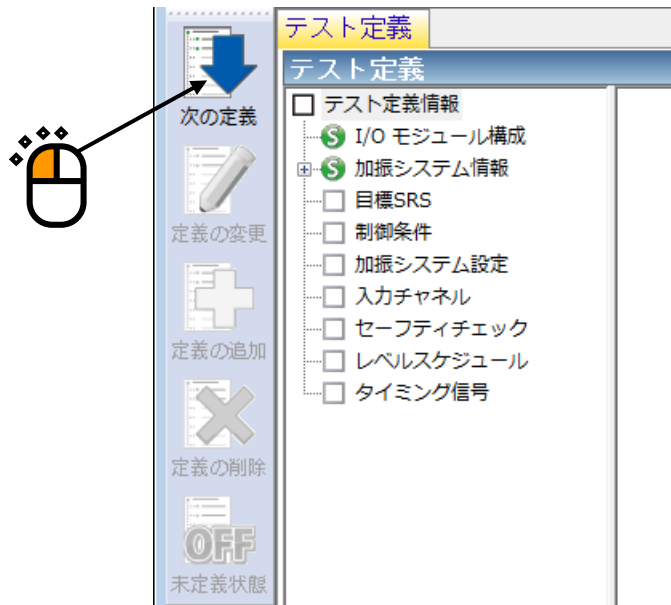 テスト定義
テスト定義
次の定義
定義の変更
定義の追加
定義の削除
OFF
未定義状態
テスト定義情報
S I/O モジュール構成
S 加振システム情報
目標SRS
制御条件
加振システム設定
入力チャネル
セーフティチェック
レベルスケジュール
タイミング信号